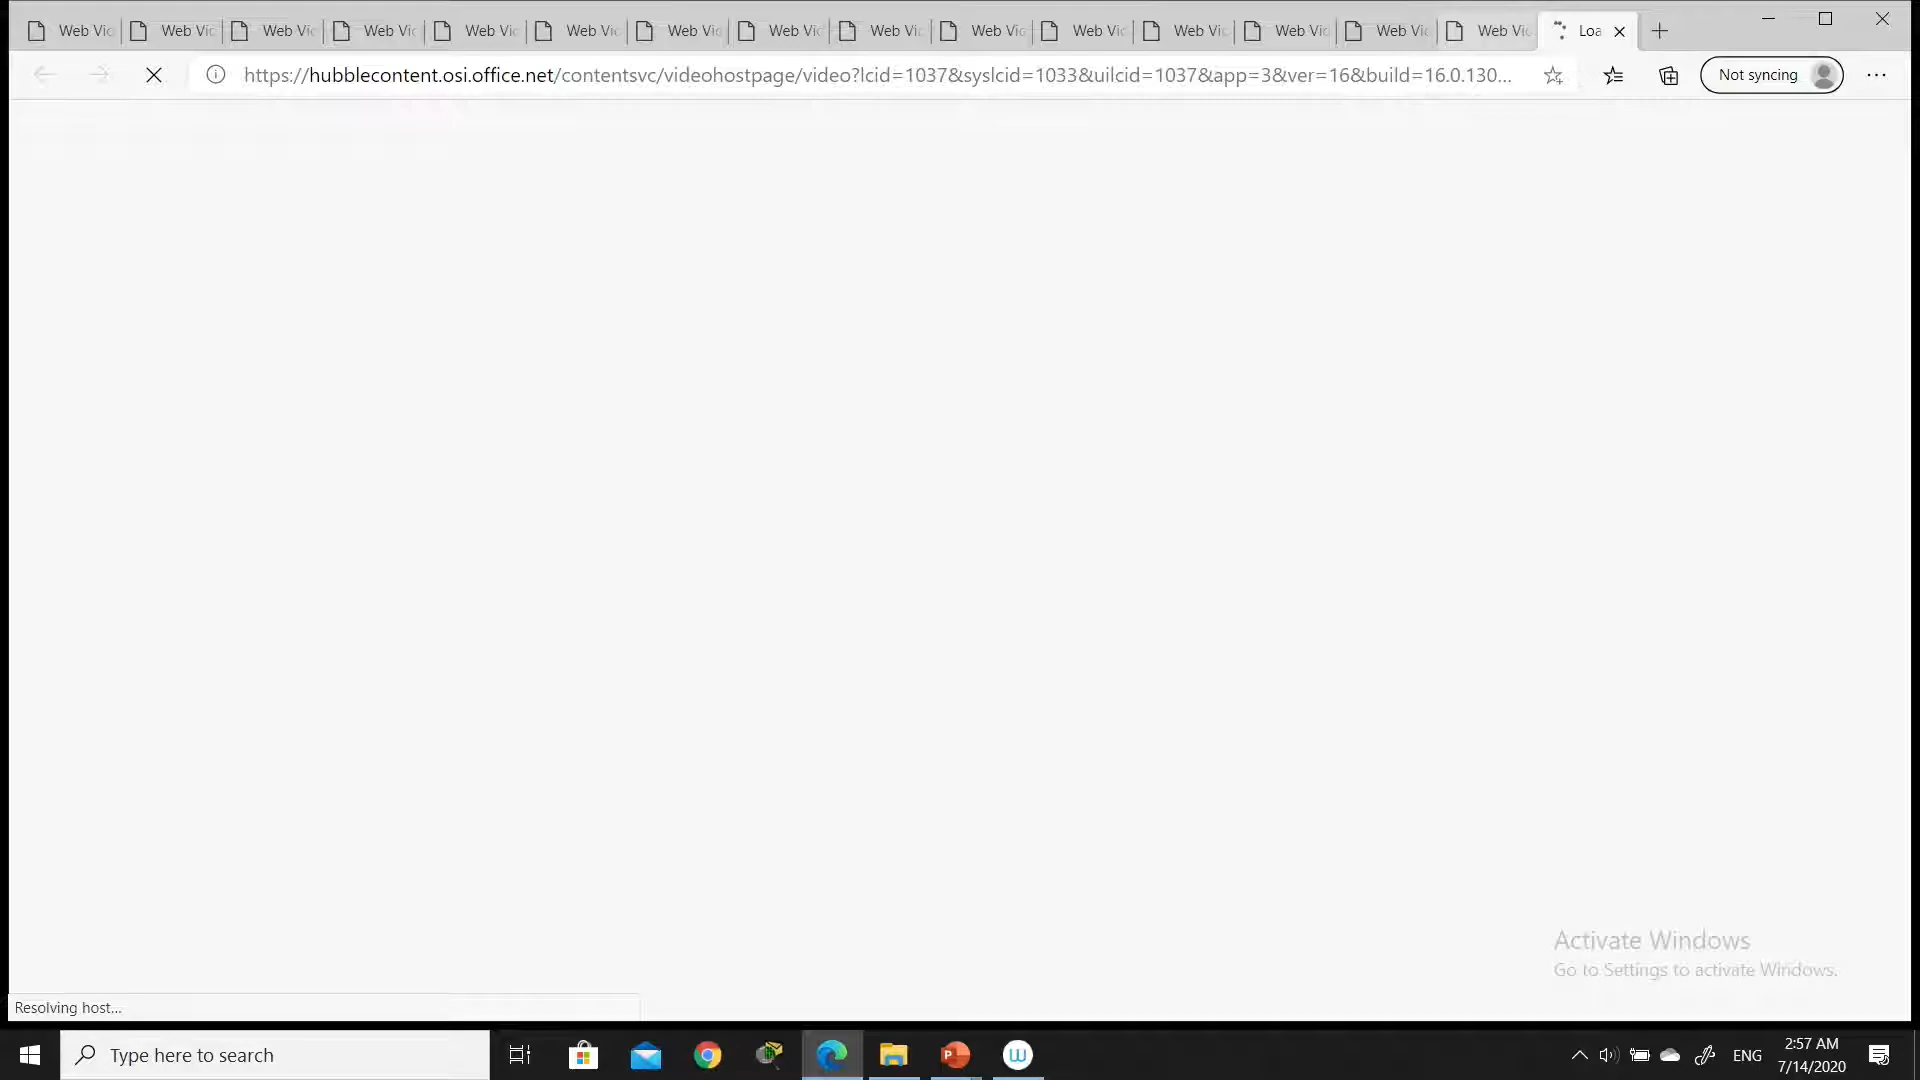 Web Vic Web Vic Web Vic Web Vic Web Vic Web Vic Web Vic Web Vic Web Vic Web Vic Web Vic Web Vic Web Vic Web Vic Web Vic Loa
https://hubblecontent.osi.office.net/contentsvc/videohostpage/video?lcid=1037&syslcid=1033&uilcid=1037&app=3&ver=16&build=16.0.130... Not syncing
Activate Windows
Go to Settings to activate Windows.
Resolving host...
Type here to search
ENG
2:57 AM
7/14/2020